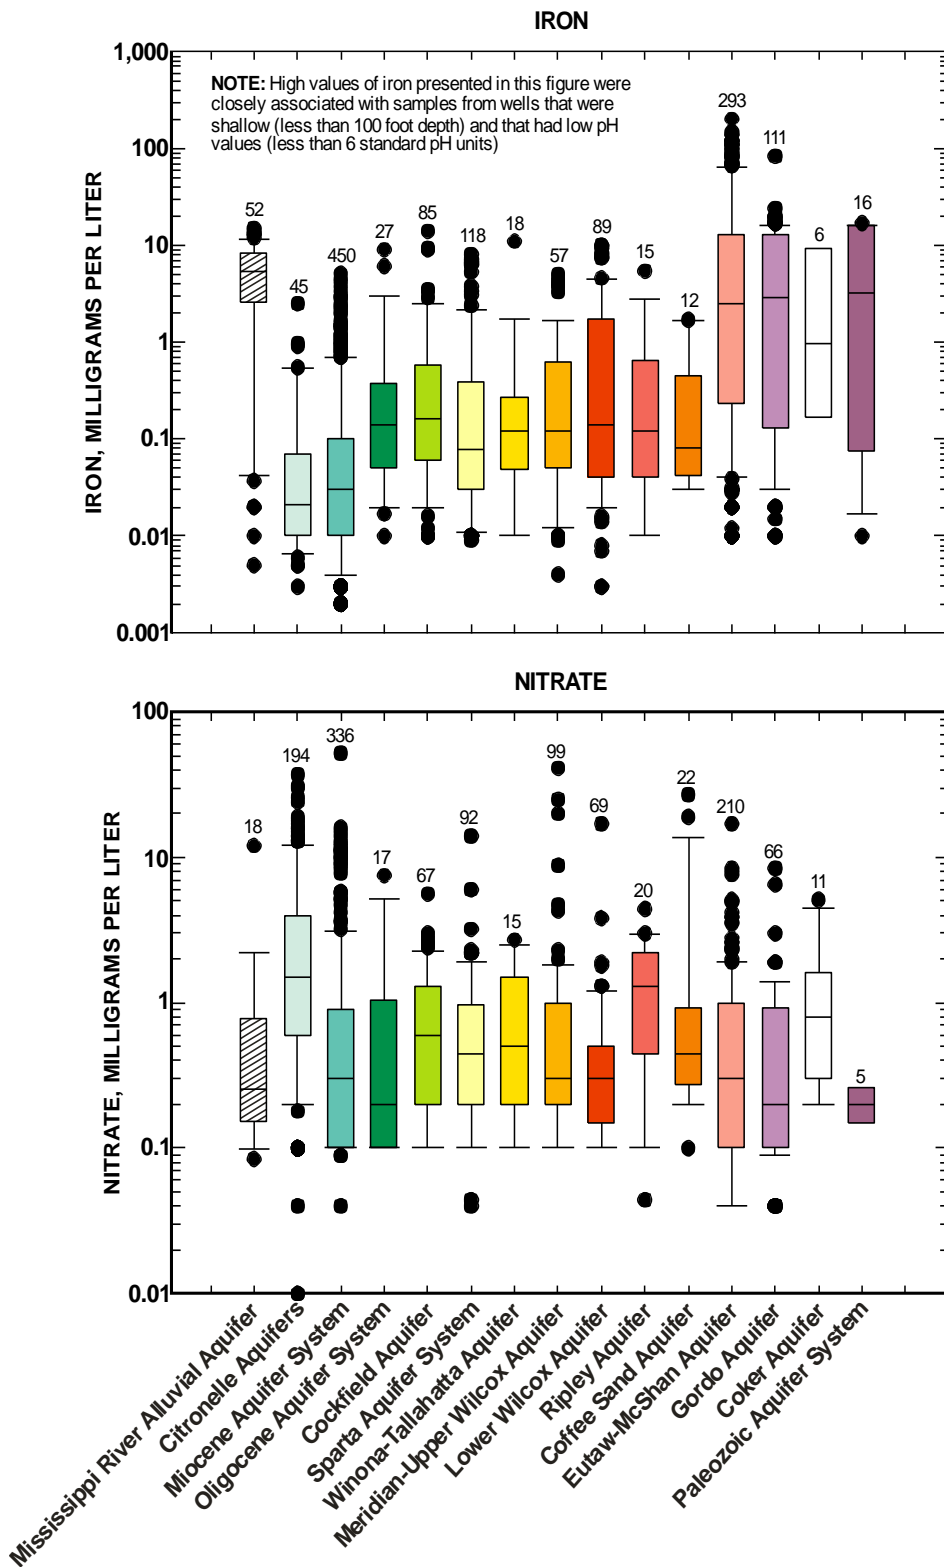 IRON
1,000
100
10
1
0.1
0.01
0.001
IRON, MILLIGRAMS PER LITER
NOTE: High values of iron presented in this figure were
closely associated with samples from wells that were
shallow (less than 100 foot depth) and that had low pH
values (less than 6 standard pH units)
52
45
450
27
85
118
18
57
89
15
12
293
111
6
16
NITRATE
100
10
1
0.1
0.01
NITRATE, MILLIGRAMS PER LITER
18
194
336
17
67
92
15
99
69
20
22
210
66
11
5
Mississippi River Alluvial Aquifer
Citronelle Aquifers
Miocene Aquifer System
Oligocene Aquifer System
Cockfield Aquifer
Sparta Aquifer System
Winona-Tallahatta Aquifer
Meridian-Upper Wilcox Aquifer
Lower Wilcox Aquifer
Ripley Aquifer
Coffee Sand Aquifer
Eutaw-McShan Aquifer
Gordo Aquifer
Coker Aquifer
Paleozoic Aquifer System